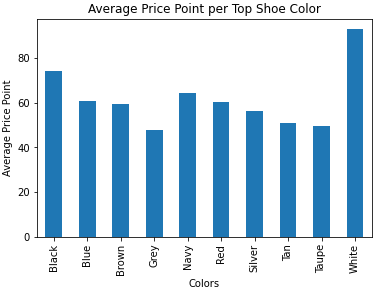 Average Price Point per Top Shoe Color
Average Price Point
80
60
40
20
0
Black
Blue
Brown
Grey
Navy
Red
Silver
Tan
Taupe
White
Colors